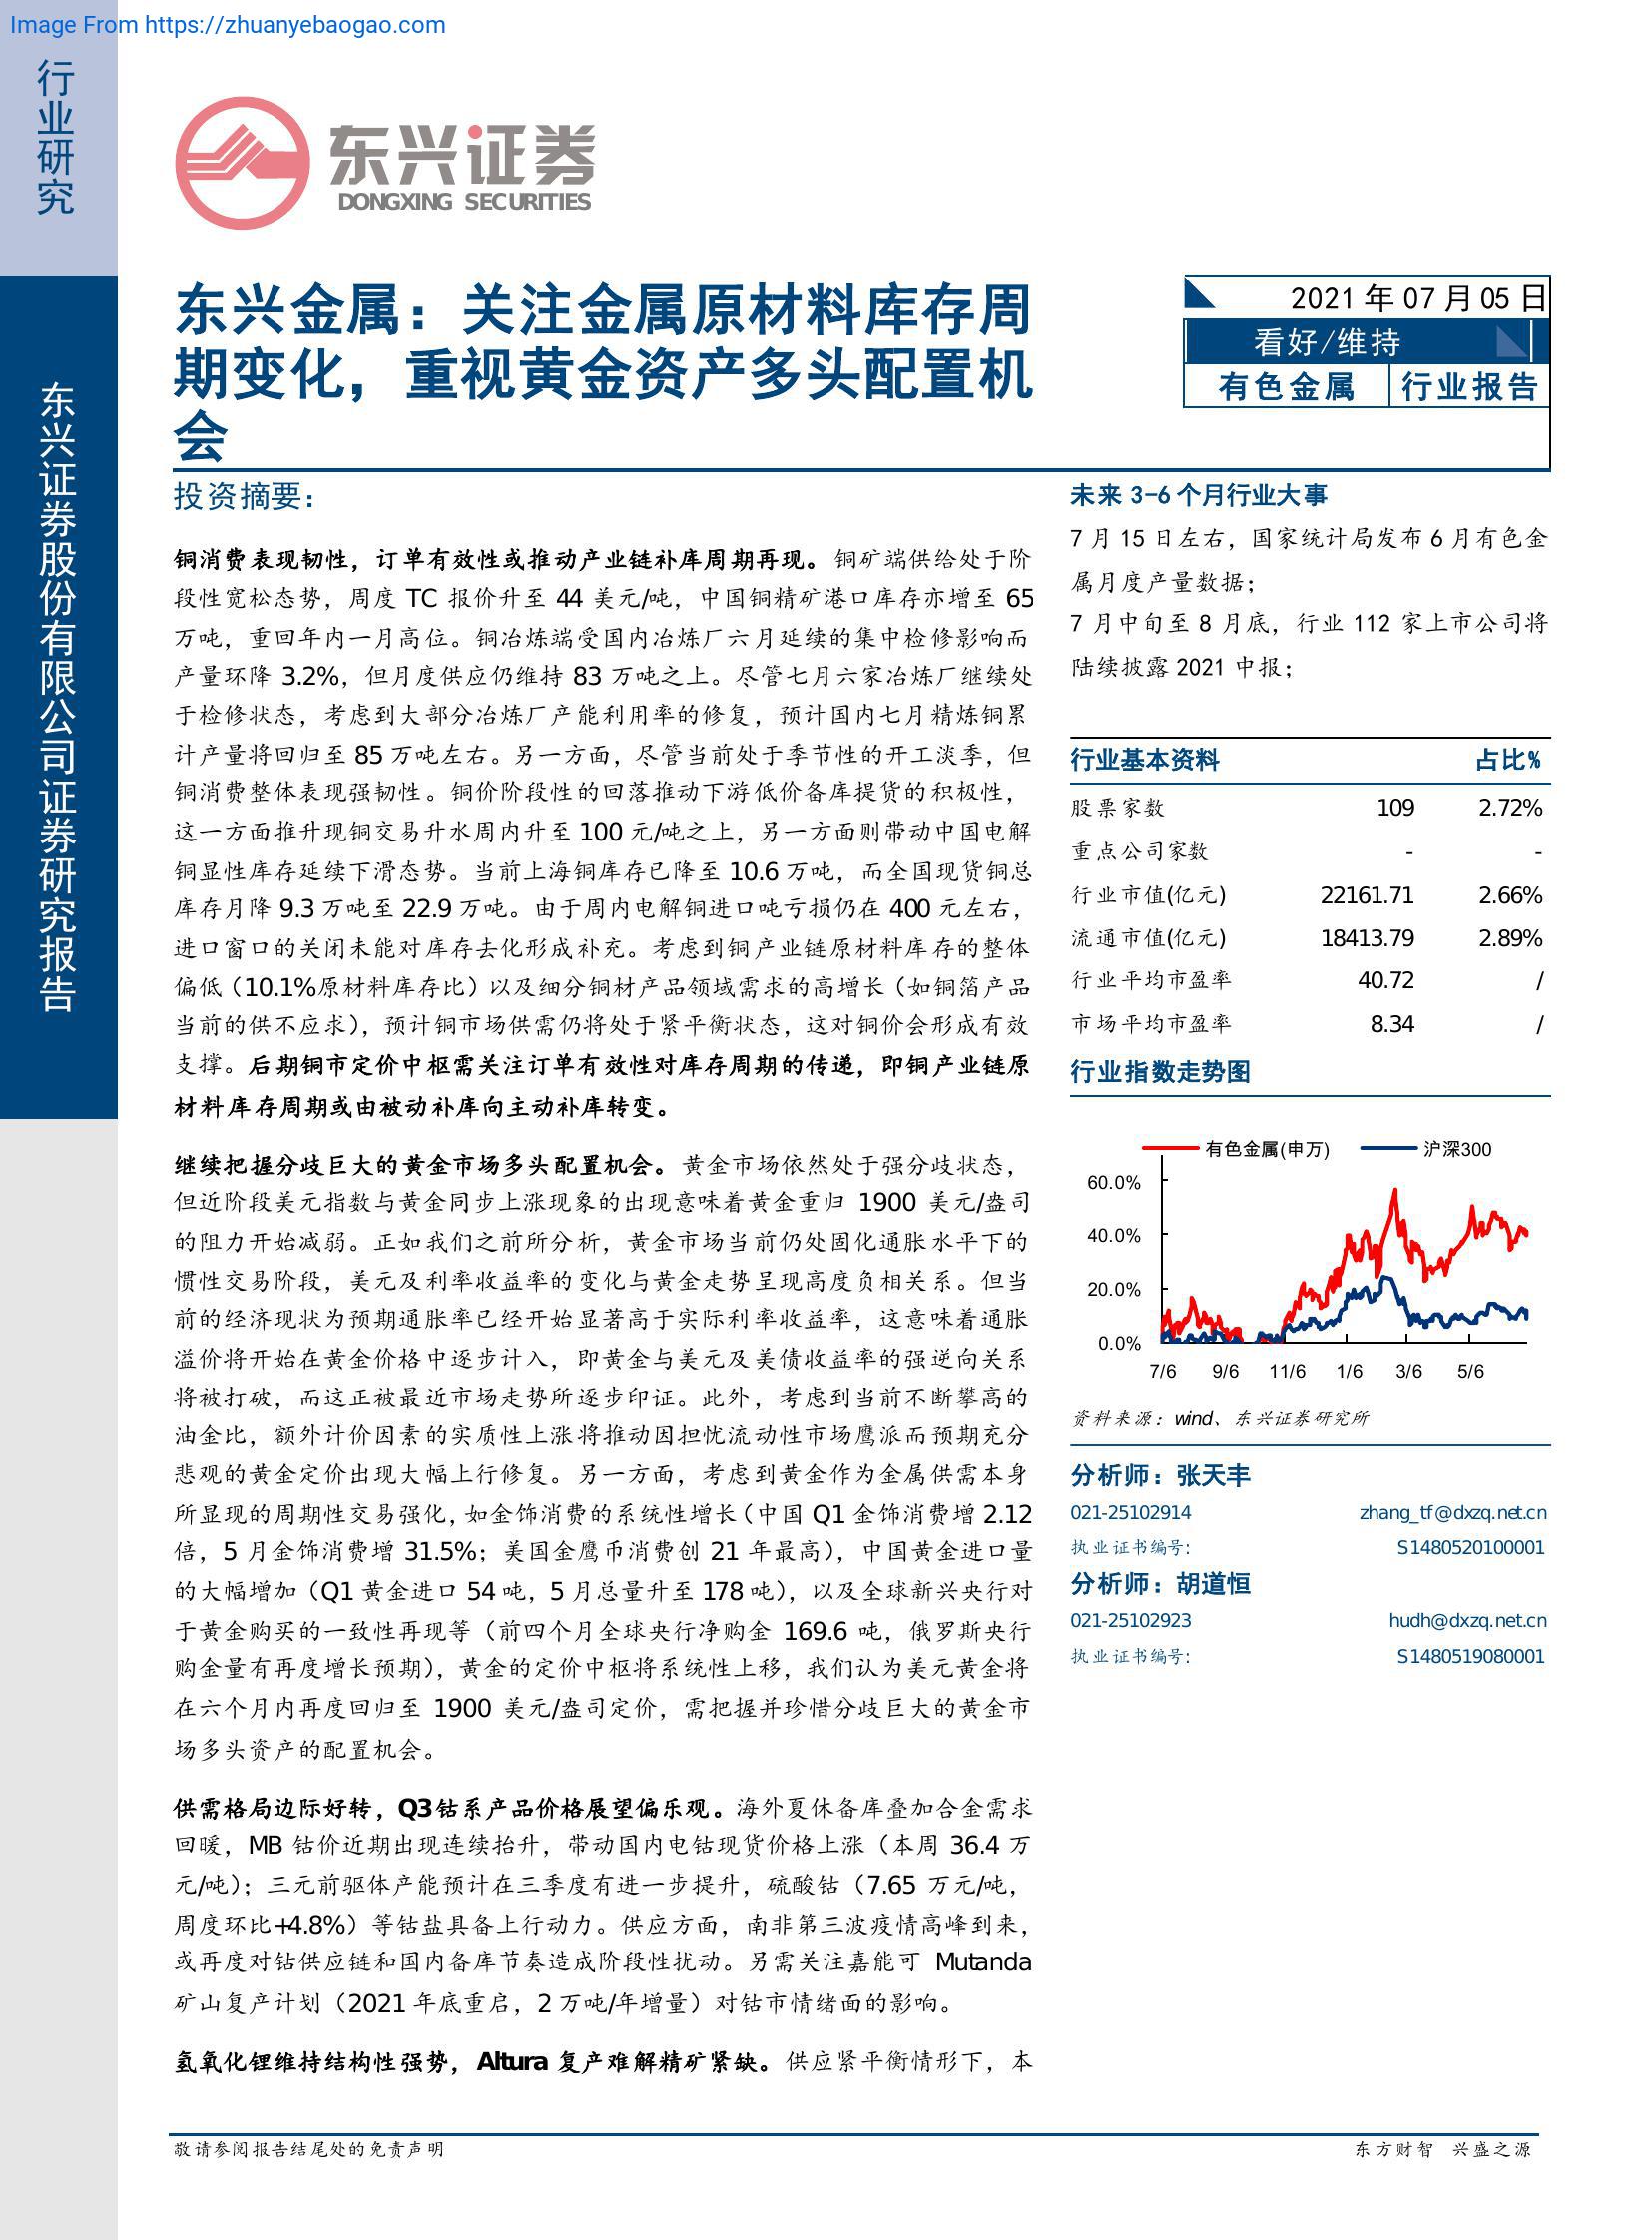 Image From https://zhuanyebaogao.com
行业研究
东兴证券股份有限公司证券研究报告
东兴证券
DONGXING SECURITIES
东兴金属：关注金属原材料库存周
期变化，重视黄金资产多头配置机
会
2021 年 07 月 05 日
看好/维持
有色金属 行业报告
投资摘要：
铜消费表现韧性，订单有效性或推动产业链补库周期再现。铜矿端供给处于阶
段性宽松态势，周度 TC 报价升至 44 美元/吨，中国铜精矿港口库存亦增至 65
万吨，重回年内一月高位。铜冶炼端受国内冶炼厂六月延续的集中检修影响而
产量环降 3.2%，但月度供应仍维持 83 万吨之上。尽管七月六家冶炼厂继续处
于检修状态，考虑到大部分冶炼厂产能利用率的修复，预计国内七月精炼铜累
计产量将回归至 85 万吨左右。另一方面，尽管当前处于季节性的开工淡季，但
铜消费整体表现强韧性。铜价阶段性的回落推动下游低价备库提货的积极性，
这一方面推升现铜交易升水周内升至 100 元/吨之上，另一方面则带动中国电解
铜显性库存延续下滑态势。当前上海铜库存已降至 10.6 万吨，而全国现货铜总
库存月降 9.3 万吨至 22.9 万吨。由于周内电解铜进口吨亏损仍在 400 元左右，
进口窗口的关闭未能对库存去化形成补充。考虑到铜产业链原材料库存的整体
偏低（10.1%原材料库存比）以及细分铜材产品领域需求的高增长（如铜箔产品
当前的供不应求），预计铜市场供需仍将处于紧平衡状态，这对铜价会形成有效
支撑。后期铜市定价中枢需关注订单有效性对库存周期的传递，即铜产业链原
材料库存周期或由被动补库向主动补库转变。
继续把握分歧巨大的黄金市场多头配置机会。黄金市场依然处于强分歧状态，
但近阶段美元指数与黄金同步上涨现象的出现意味着黄金重归 1900 美元/盎司
的阻力开始减弱。正如我们之前所分析，黄金市场当前仍处固化通胀水平下的
惯性交易阶段，美元及利率收益率的变化与黄金走势呈现高度负相关系。但当
前的经济现状为预期通胀率已经开始显著高于实际利率收益率，这意味着通胀
溢价将开始在黄金价格中逐步计入，即黄金与美元及美债收益率的强逆向关系
将被打破，而这正被最近市场走势所逐步印证。此外，考虑到当前不断攀高的
油金比，额外计价因素的实质性上涨将推动因担忧流动性市场鹰派而预期充分
悲观的黄金定价出现大幅上行修复。另一方面，考虑到黄金作为金属供需本身
所显现的周期性交易强化，如金饰消费的系统性增长（中国 Q1 金饰消费增 2.12
倍，5 月金饰消费增 31.5%；美国金鹰币消费创 21 年最高），中国黄金进口量
的大幅增加（Q1 黄金进口 54 吨，5 月总量升至 178 吨），以及全球新兴央行对
于黄金购买的一致性再现等（前四个月全球央行净购金 169.6 吨，俄罗斯央行
购金量有再度增长预期），黄金的定价中枢将系统性上移，我们认为美元黄金将
在六个月内再度回归至 1900 美元/盎司定价，需把握并珍惜分歧巨大的黄金市
场多头资产的配置机会。
供需格局边际好转，Q3 钴系产品价格展望偏乐观。海外夏休备库叠加合金需求
回暖，MB 钴价近期出现连续抬升，带动国内电钴现货价格上涨（本周 36.4 万
元/吨）；三元前驱体产能预计在三季度有进一步提升，硫酸钴（7.65 万元/吨，
周度环比+4.8%）等钴盐具备上行动力。供应方面，南非第三波疫情高峰到来，
或再度对钴供应链和国内备库节奏造成阶段性扰动。另需关注嘉能可 Mutanda
矿山复产计划（2021 年底重启，2 万吨/年增量）对钴市情绪面的影响。
氢氧化锂维持结构性强势，Altura 复产难解精矿紧缺。供应紧平衡情形下，本
未来 3-6 个月行业大事
7 月 15 日左右，国家统计局发布 6 月有色金
属月度产量数据；
7 月中旬至 8 月底，行业 112 家上市公司将
陆续披露 2021 中报；
行业基本资料 占比%
股票家数 109 2.72%
重点公司家数 - -
行业市值(亿元) 22161.71 2.66%
流通市值(亿元) 18413.79 2.89%
行业平均市盈率 40.72 /
市场平均市盈率 8.34 /
行业指数走势图
有色金属(申万) 沪深300
60.0%
40.0%
20.0%
0.0%
7/6 9/6 11/6 1/6 3/6 5/6
资料来源：wind、东兴证券研究所
分析师：张天丰
021-25102914 zhang_tf@dxzq.net.cn
执业证书编号: S1480520100001
分析师：胡道恒
021-25102923 hudh@dxzq.net.cn
执业证书编号: S1480519080001
敬请参阅报告结尾处的免责声明 东方财智 兴盛之源